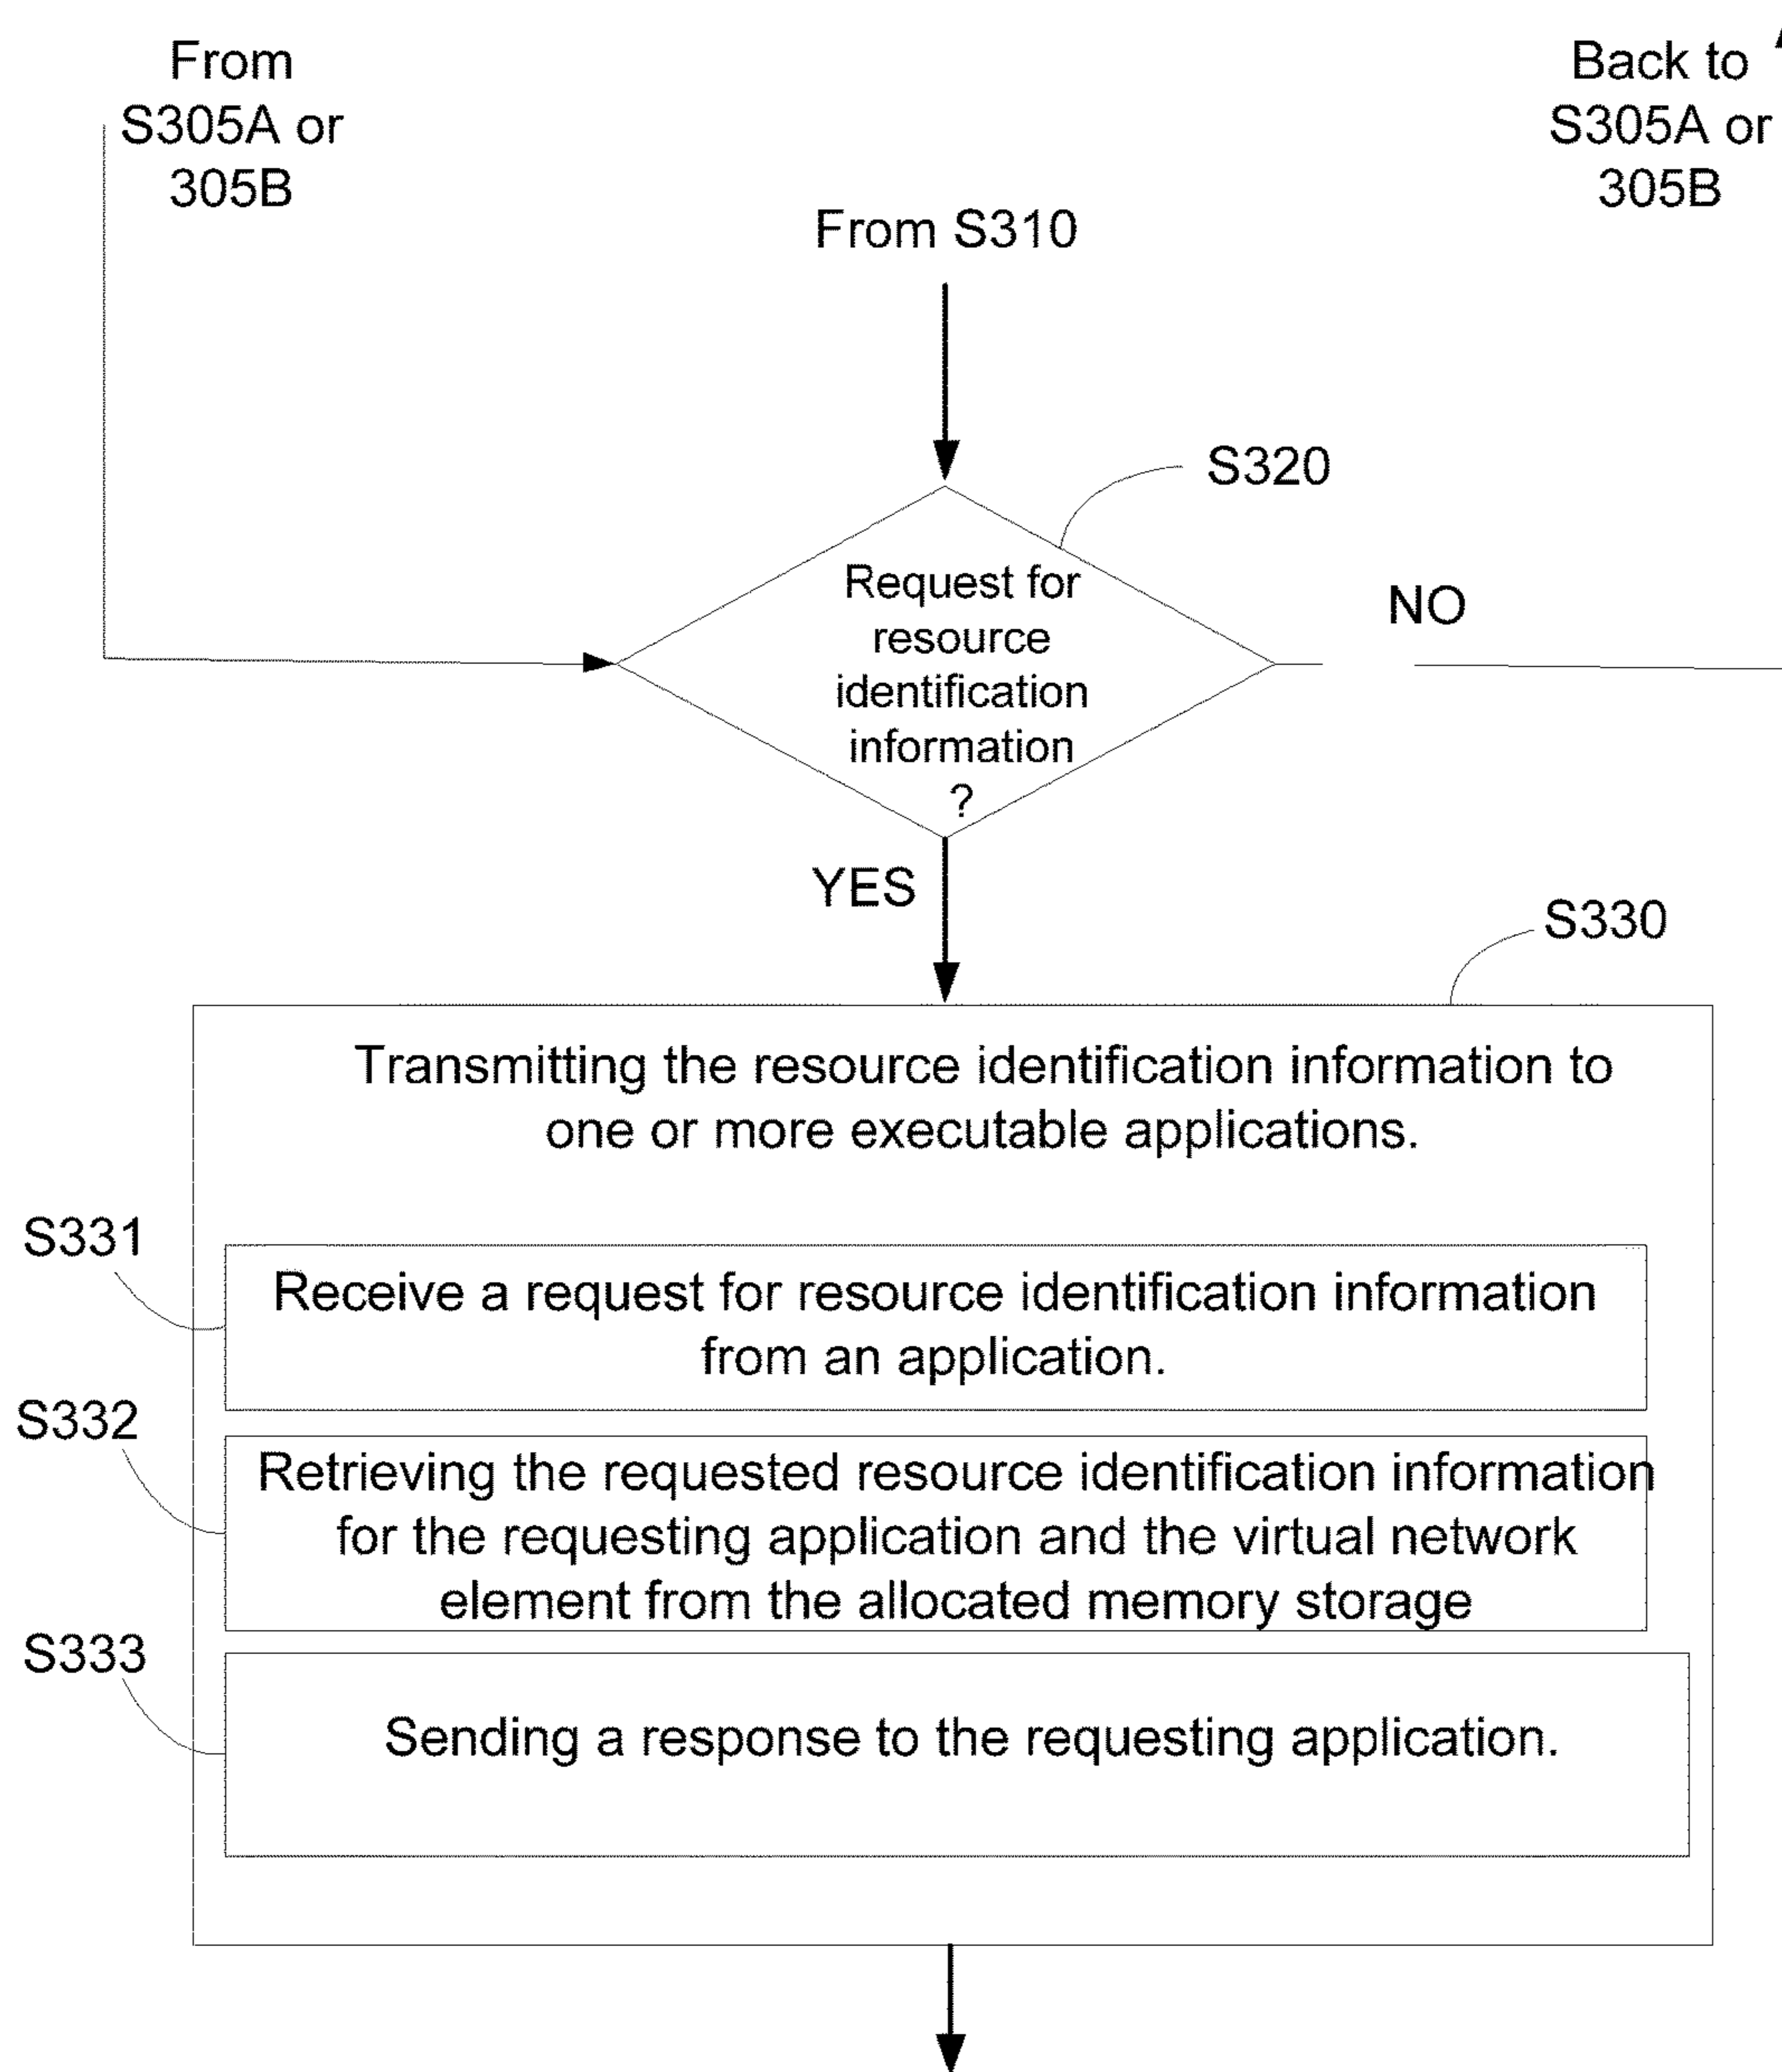 From
S305A or
305B
Back to
S305A or
305B
From S310
S320
Request for
resource
identification
information
?
NO
YES
S330
Transmitting the resource identification information to
one or more executable applications.
S331
Receive a request for resource identification information
from an application.
S332
Retrieving the requested resource identification information
for the requesting application and the virtual network
element from the allocated memory storage
S333
Sending a response to the requesting application.